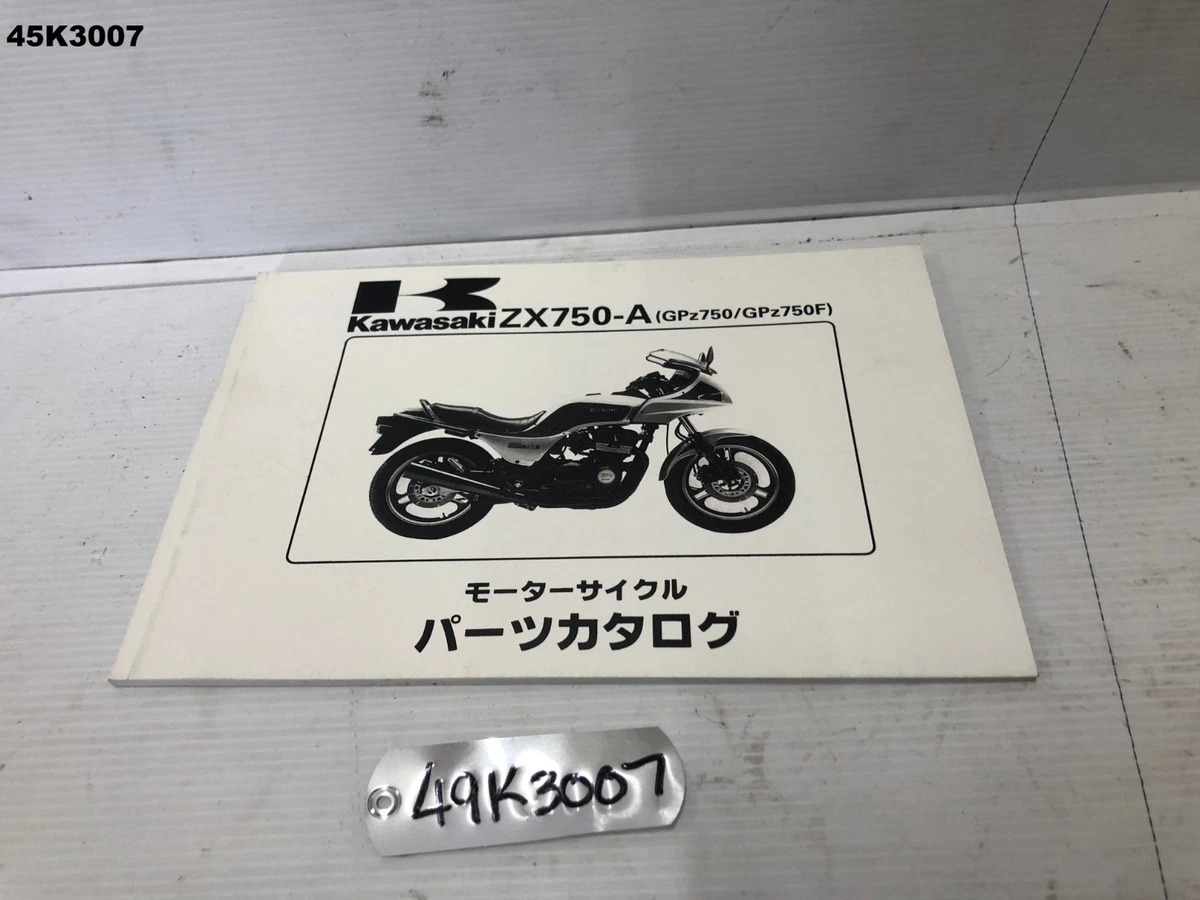 45K3007
Kawasaki ZX750-A (GPz750/GPz750F)
モーターサイクル
パーツカタログ
49K3007